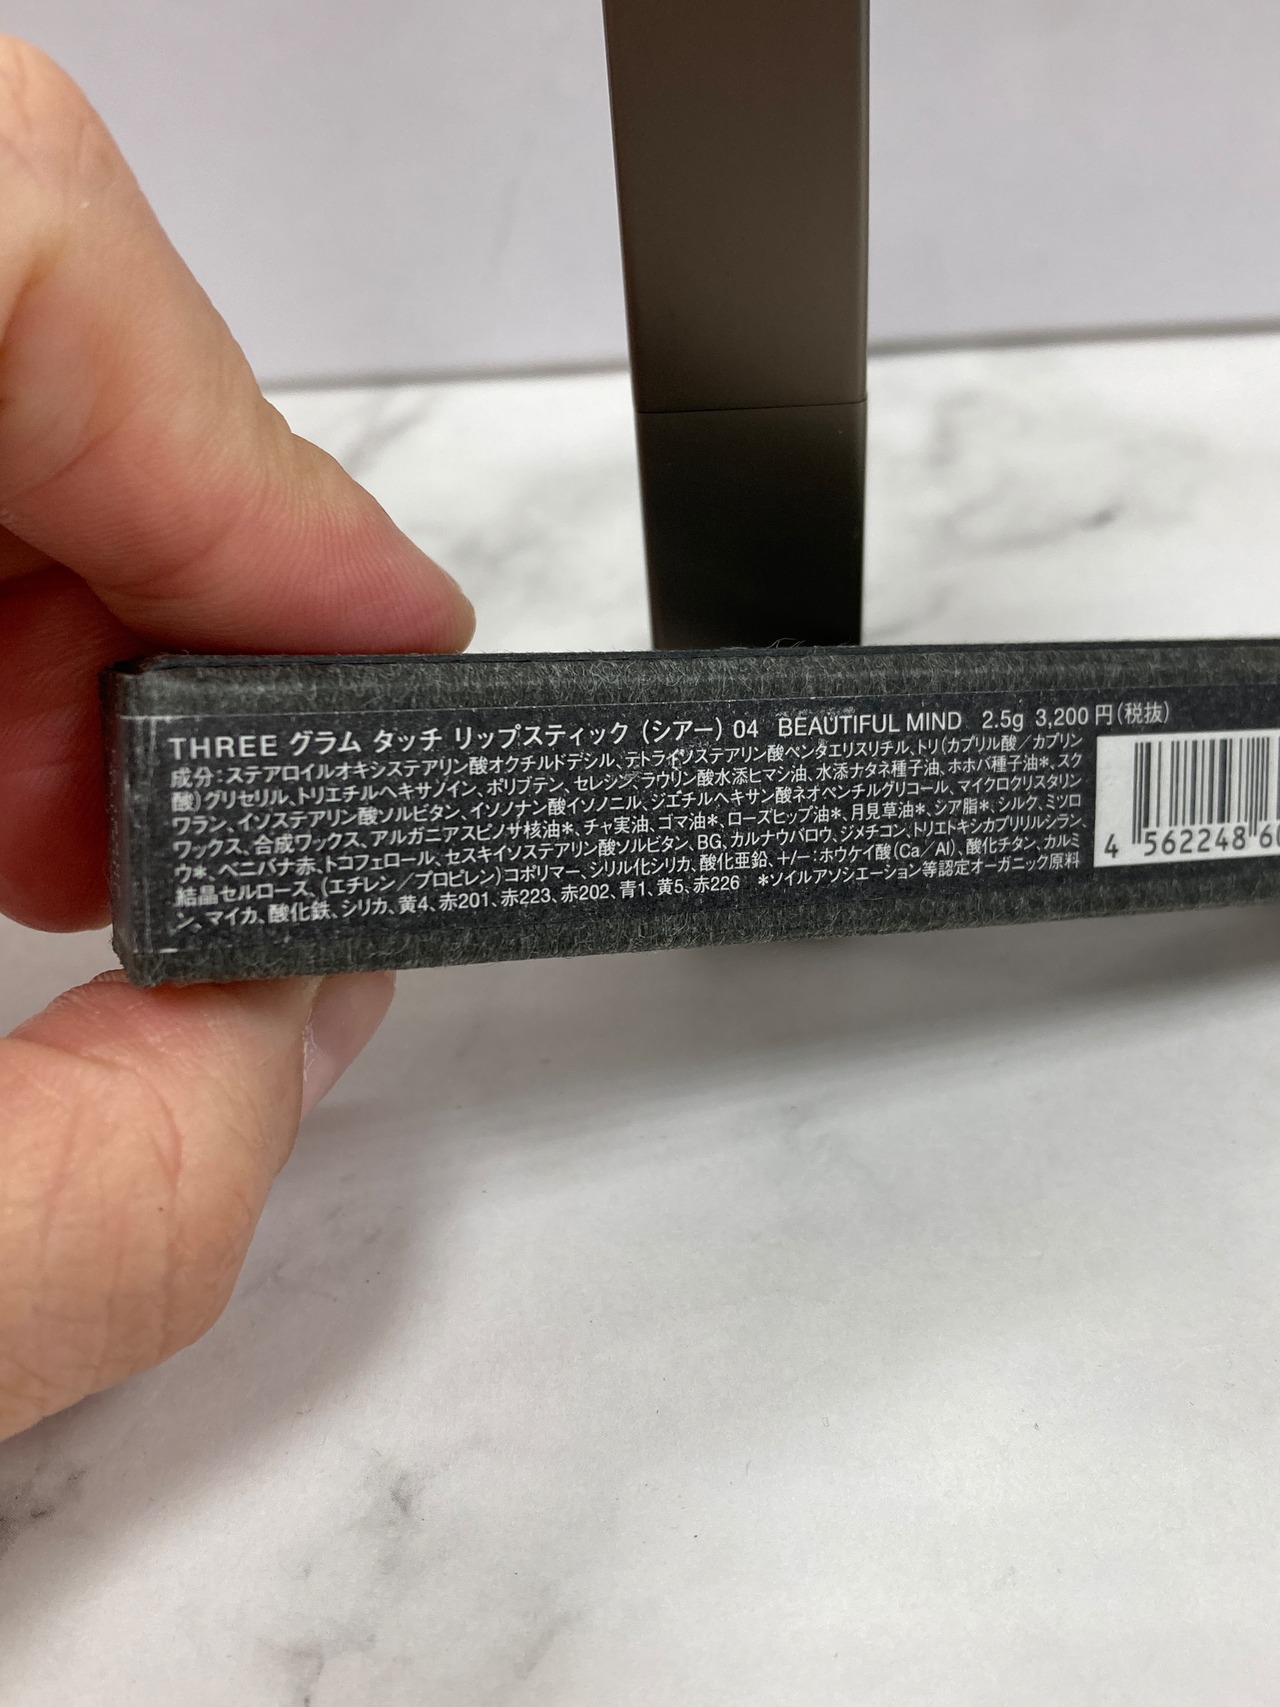 THREE グラム タッチ リップスティック (シアー) 04 BEAUTIFUL MIND 2.5g 3,200円(税抜)
成分:ステアロイルオキシステアリン酸オクチルドデシル、テトライソステアリン酸ペンタエリスリチル、トリ(カプリル酸/カプリン
酸)グリセリル、トリエチルヘキサノイン、ポリブテン、セレシン、ラウリン酸水添ヒマシ油、水添ナタネ種子油、ホホバ種子油*、スク
ワラン、イソステアリン酸ソルビタン、イソノナン酸イソノニル、ジエチルヘキサン酸ネオペンチルグリコール、マイクロクリスタリン
ワックス、合成ワックス、アルガニアスピノサ核油*、チャ実油、ゴマ油*、ローズヒップ油*、月見草油*、シア脂*、シルク、ミツロ
ウ*、ベニバナ赤、トコフェロール、セスキイソステアリン酸ソルビタン、BG、カルナウバロウ、ジメチコン、トリエトキシカプリリルシラン、
結晶セルロース、(エチレン/プロピレン)コポリマー、シリル化シリカ、酸化亜鉛、+/-:ホウケイ酸(Ca/Al)、酸化チタン、カルミ
ン、マイカ、酸化鉄、シリカ、黄4、赤201、赤223、赤202、青1、黄5、赤226 *ソイルアソシエーション等認定オーガニック原料
4 562248 6